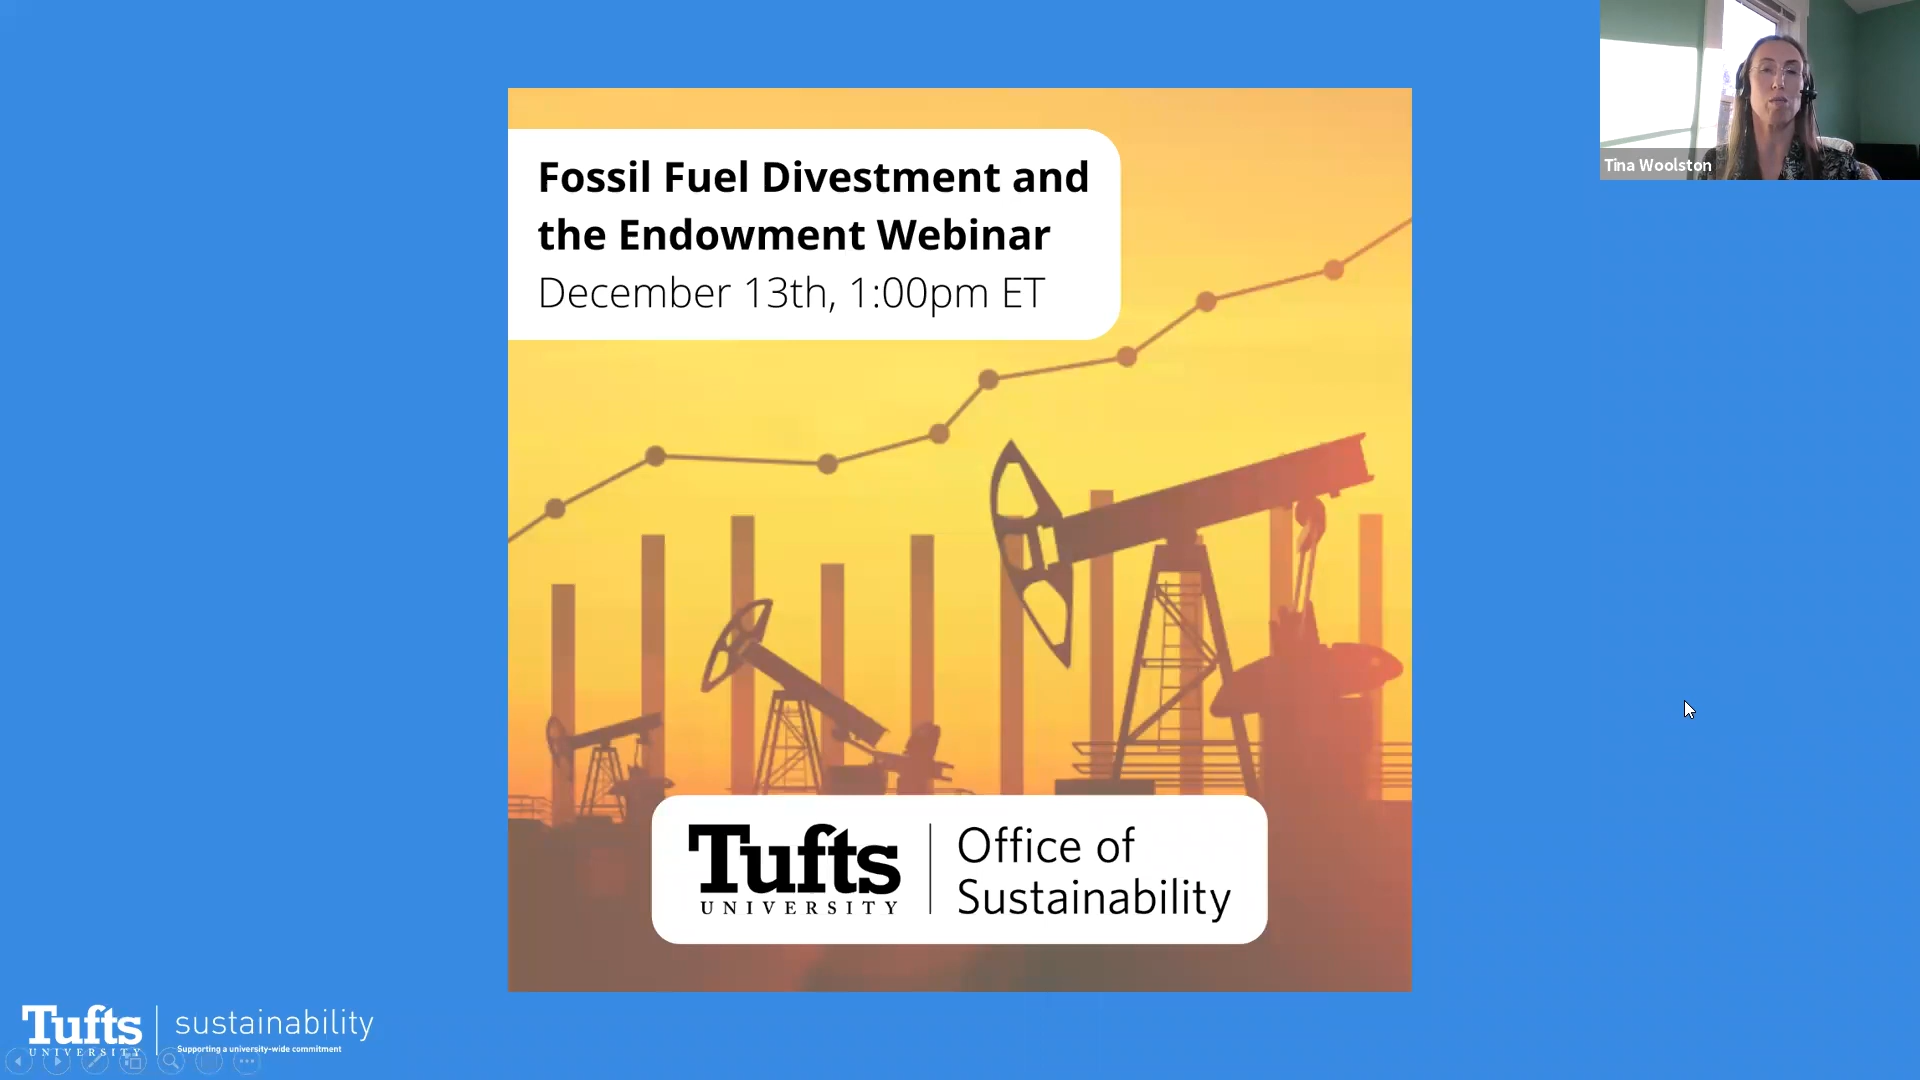 Fossil Fuel Divestment and
the Endowment Webinar
December 13th, 1:00pm ET
Tufts
UNIVERSITY
Office of
Sustainability
Tina Woolston
Tufts
UNIVERSITY
sustainability
Supporting a university-wide commitment